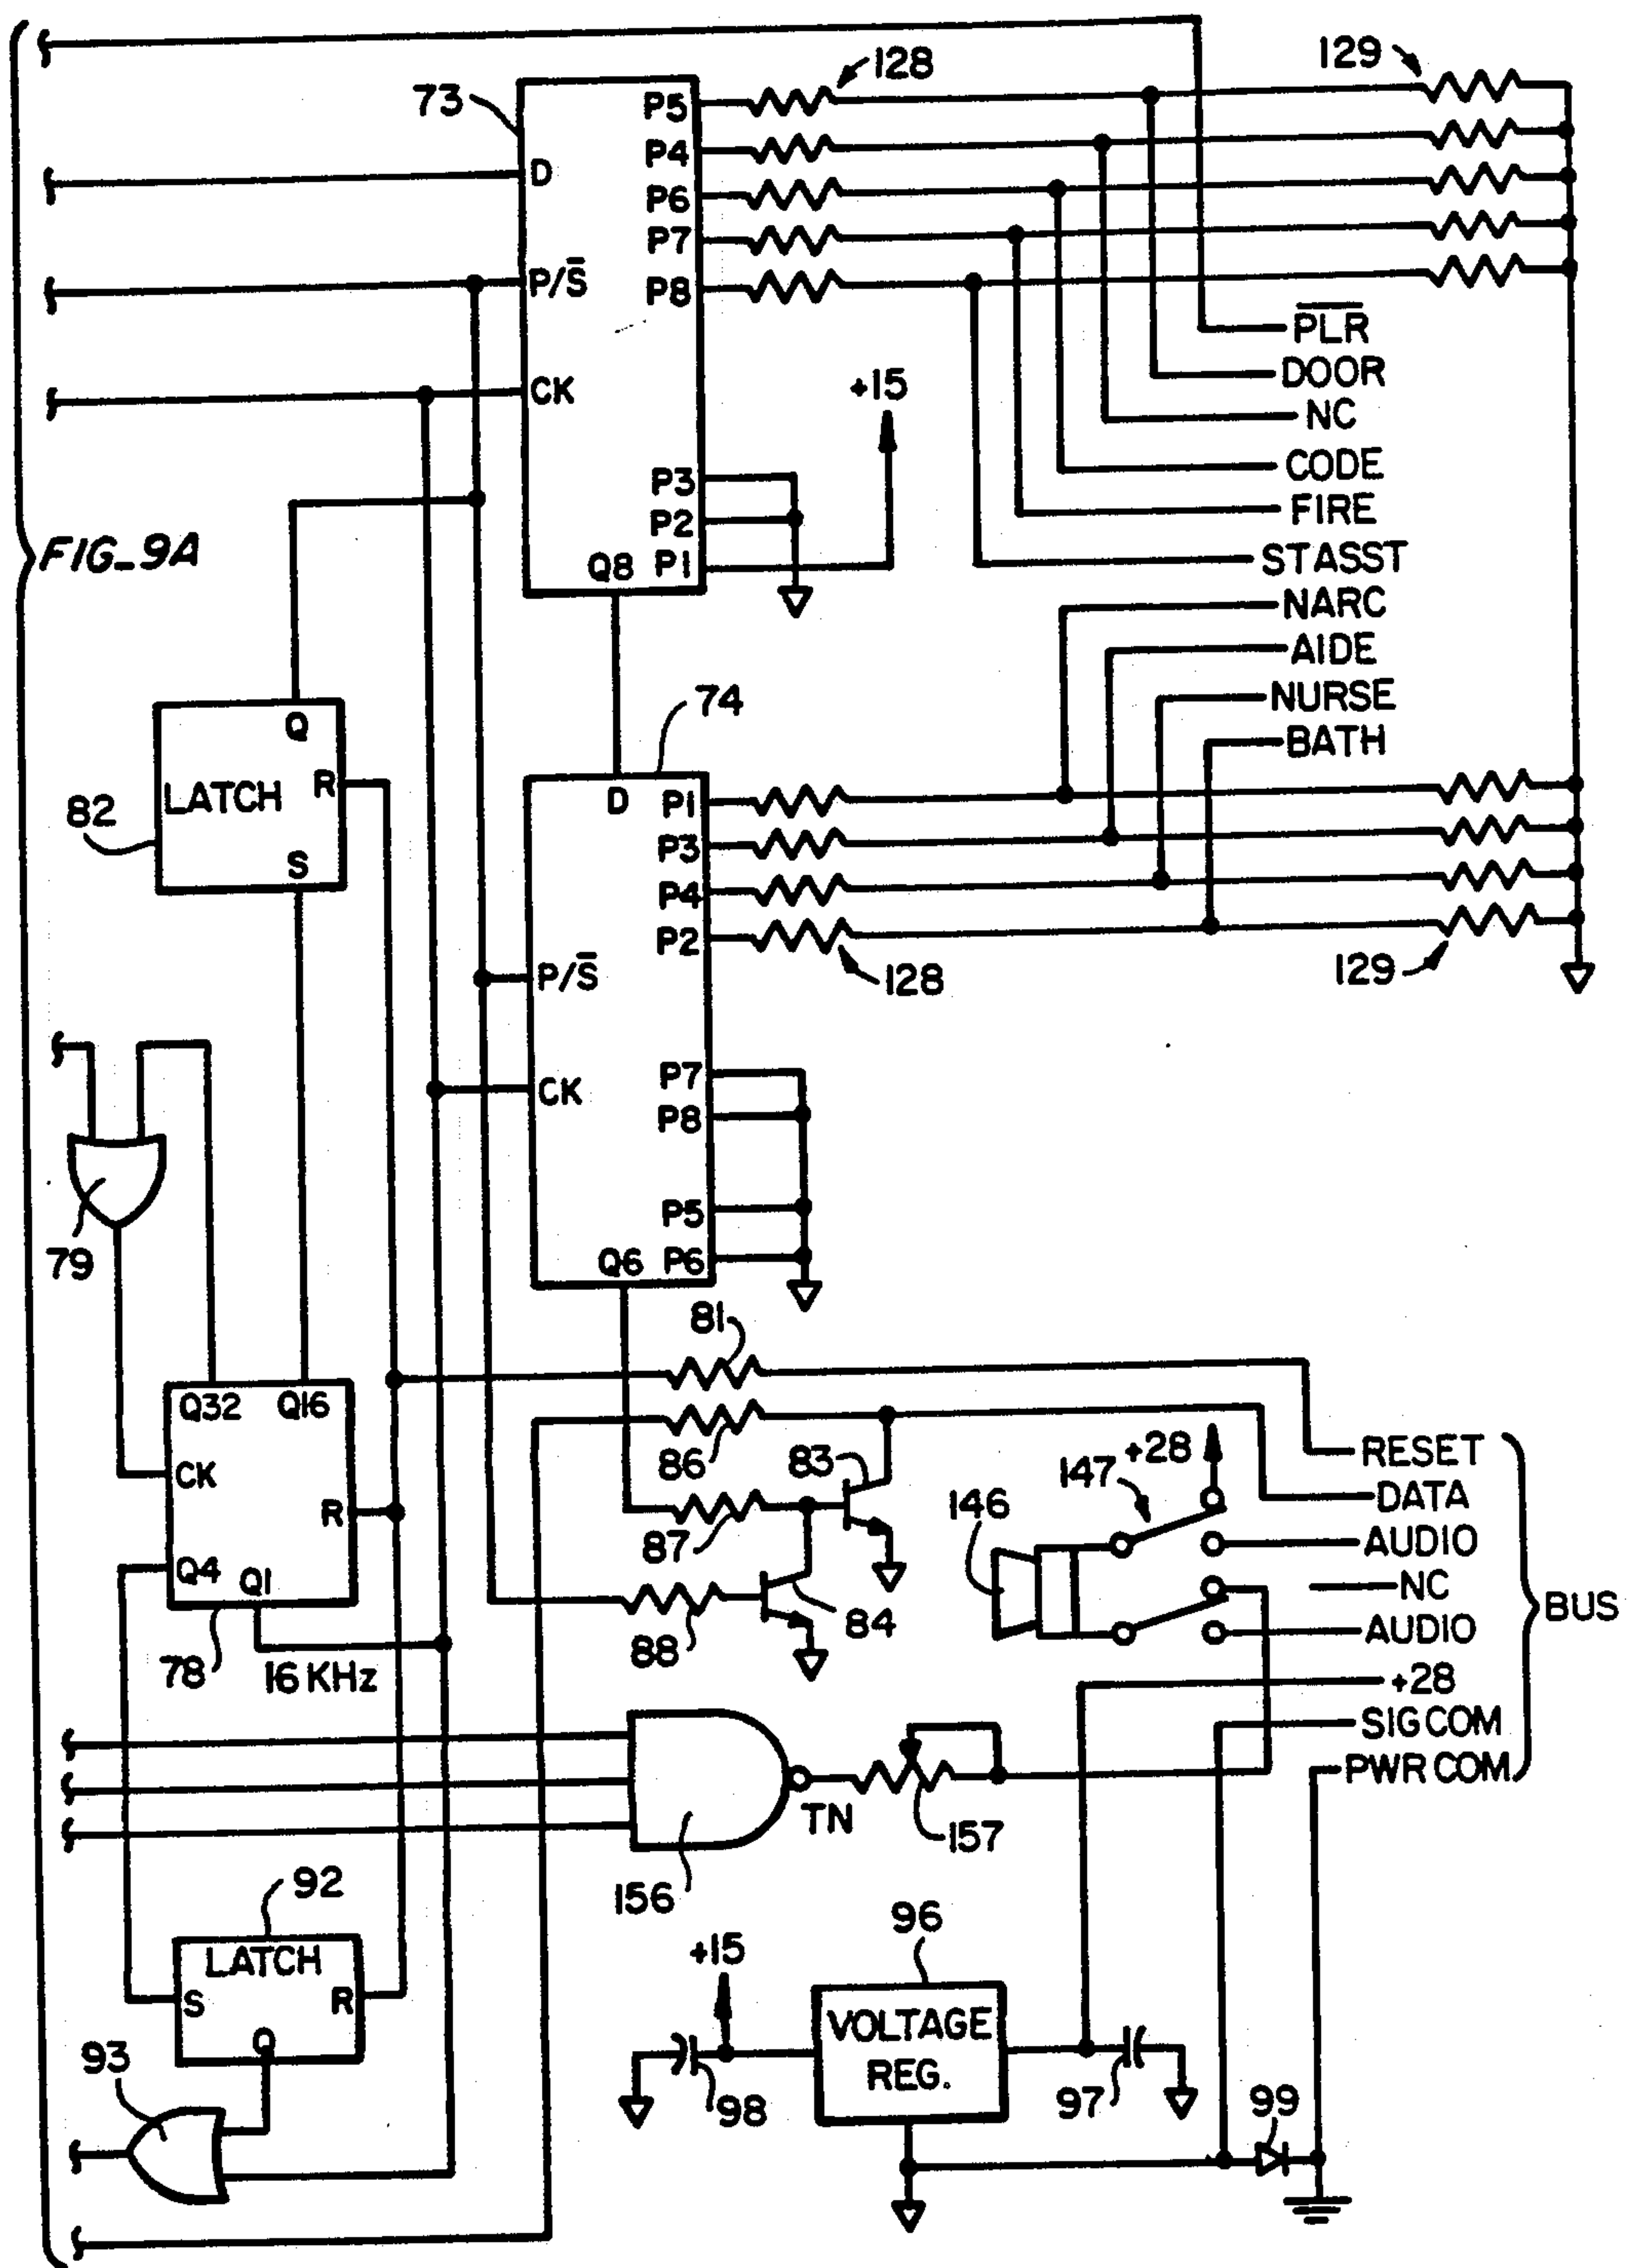 128
129
73
P5
P4
D
P6
P7
P/S̅
P8
P̅L̅R̅
DOOR
+15
CK
NC
CODE
P3
FIRE
P2
FIG_9A
Q8
P1
STASST
NARC
AIDE
74
NURSE
Q
BATH
LATCH
R
82
D
P1
P3
S
P4
P2
P/S̅
128
129
P7
CK
P8
P5
79
Q6
P6
81
Q32
Q16
86
83
147
+28
RESET
CK
DATA
146
R
AUDIO
87
Q4
Q1
NC
BUS
84
AUDIO
88
78
16 KHz
+28
SIG COM
PWR COM
TN
157
156
92
96
LATCH
+15
S
R
VOLTAGE
REG.
Q
93
98
97
99